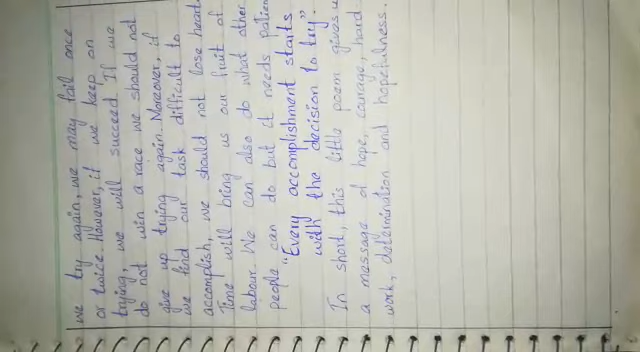 we try again, we may fail once
or twice. However, if we keep on
trying, we will succeed. If we
do not win a race we should not
give up trying again. Moreover, if
we find our task difficult to
accomplish, we should not lose heart.
Time will bring us our fruit of
labour. We can also do what other
people can do but it needs
"Every accomplishment starts
with the decision to try".
In short, this little poem gives
a message of hope, courage, hard
work, determination and hopefulness.